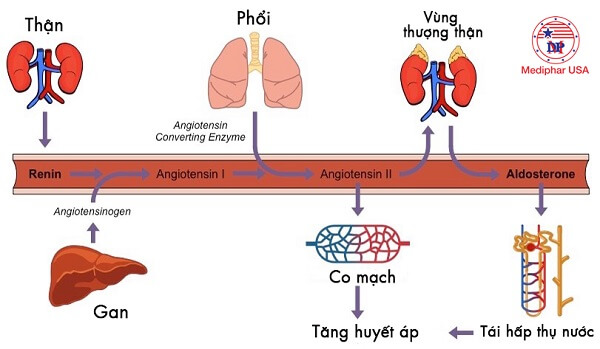 Thận
Phổi
Vùng
thượng thận
DP
Mediphar USA
Angiotensin
Converting Enzyme
Renin
Angiotensin I
Angiotensin II
Aldosterone
Angiotensinogen
Gan
Co mạch
Tăng huyết áp
Tái hấp thụ nước